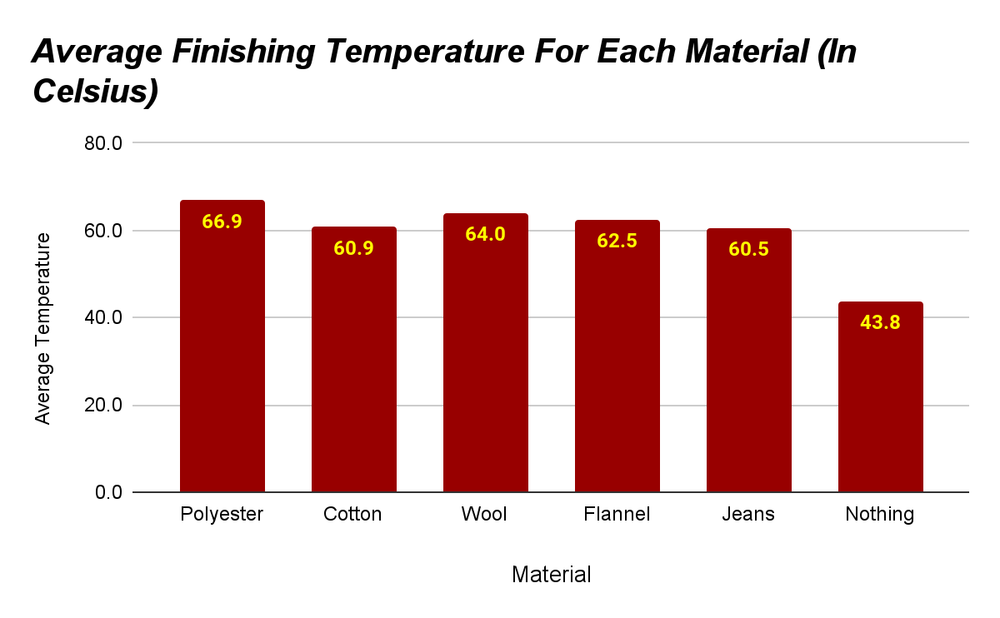 Average Finishing Temperature For Each Material (In
Celsius)
80.0
60.0
40.0
20.0
0.0
Average Temperature
66.9
60.9
64.0
62.5
60.5
43.8
Polyester
Cotton
Wool
Flannel
Jeans
Nothing
Material